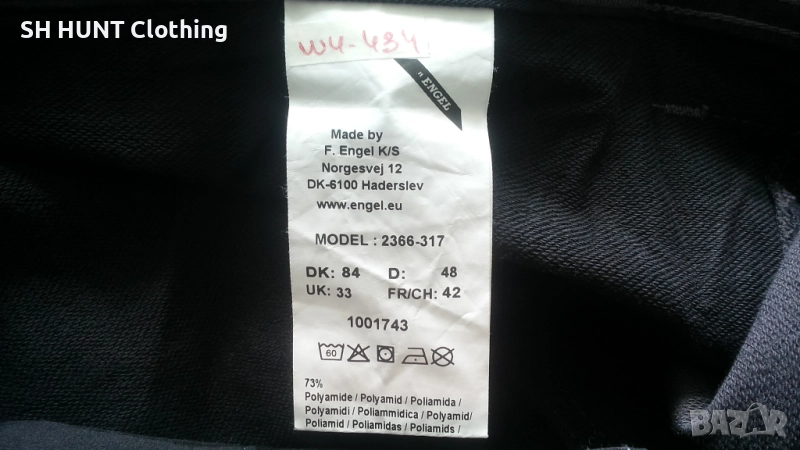 SH HUNT Clothing
W4-434
ENGEL
Made by
F. Engel K/S
Norgesvej 12
DK-6100 Haderslev
www.engel.eu
MODEL : 2366-317
DK: 84 D: 48
UK: 33 FR/CH: 42
1001743
60
73%
Polyamide / Polyamid / Poliamida /
Polyamidi / Poliammidica / Polyamid/
Poliamid / Poliamidas / Poliamids /
BAZAR